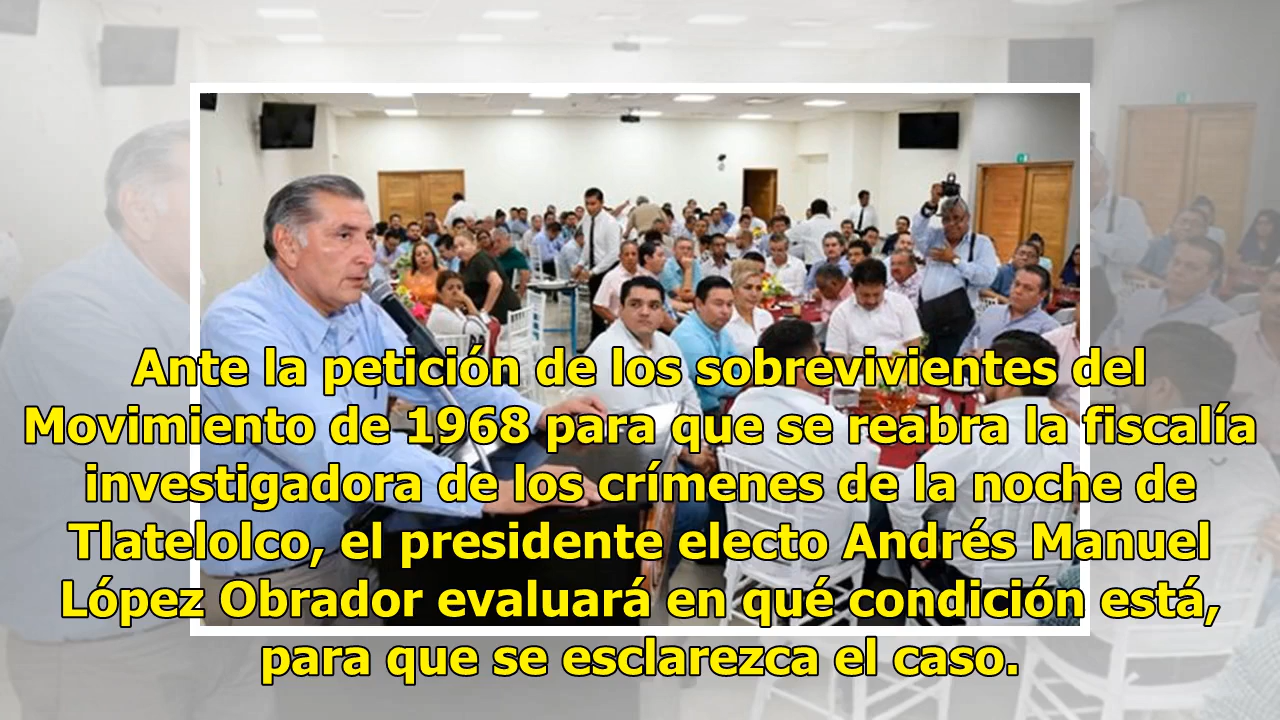 Ante la petición de los sobrevivientes del
Movimiento de 1968 para que se reabra la fiscalía
investigadora de los crímenes de la noche de
Tlatelolco, el presidente electo Andrés Manuel
López Obrador evaluará en qué condición está,
para que se esclarezca el caso.